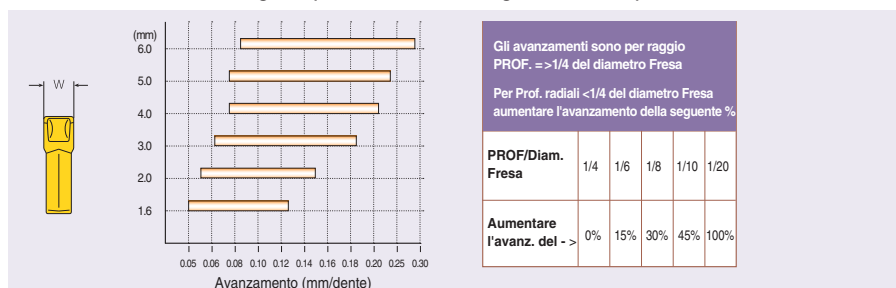 (mm)
6.0
5.0
4.0
3.0
2.0
1.6
W
0.05 0.06 0.08 0.10 0.12 0.14 0.16 0.18 0.20 0.25 0.30
Avanzamento (mm/dente)
Gli avanzamenti sono per raggio
PROF. =>1/4 del diametro Fresa
Per Prof. radiali <1/4 del diametro Fresa
aumentare l'avanzamento della seguente %
PROF/Diam.
Fresa
1/4 1/6 1/8 1/10 1/20
Aumentare
l'avanz. del - >
0% 15% 30% 45% 100%